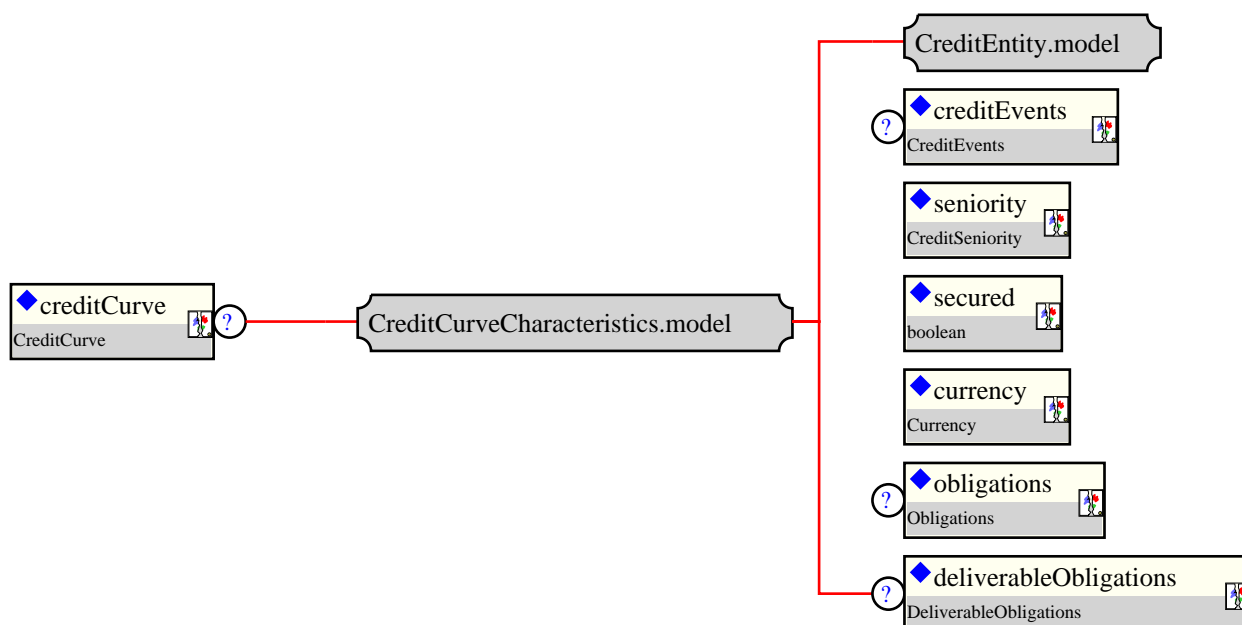 CreditEntity.model
?
creditEvents
CreditEvents
seniority
CreditSeniority
creditCurve
CreditCurve
?
CreditCurveCharacteristics.model
secured
boolean
currency
Currency
?
obligations
Obligations
?
deliverableObligations
DeliverableObligations